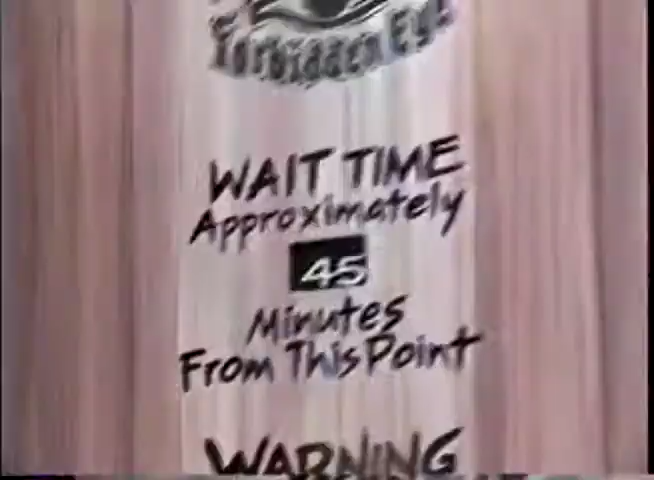 Forbidden Eye
WAIT TIME
Approximately
45
Minutes
From This Point
WARNING